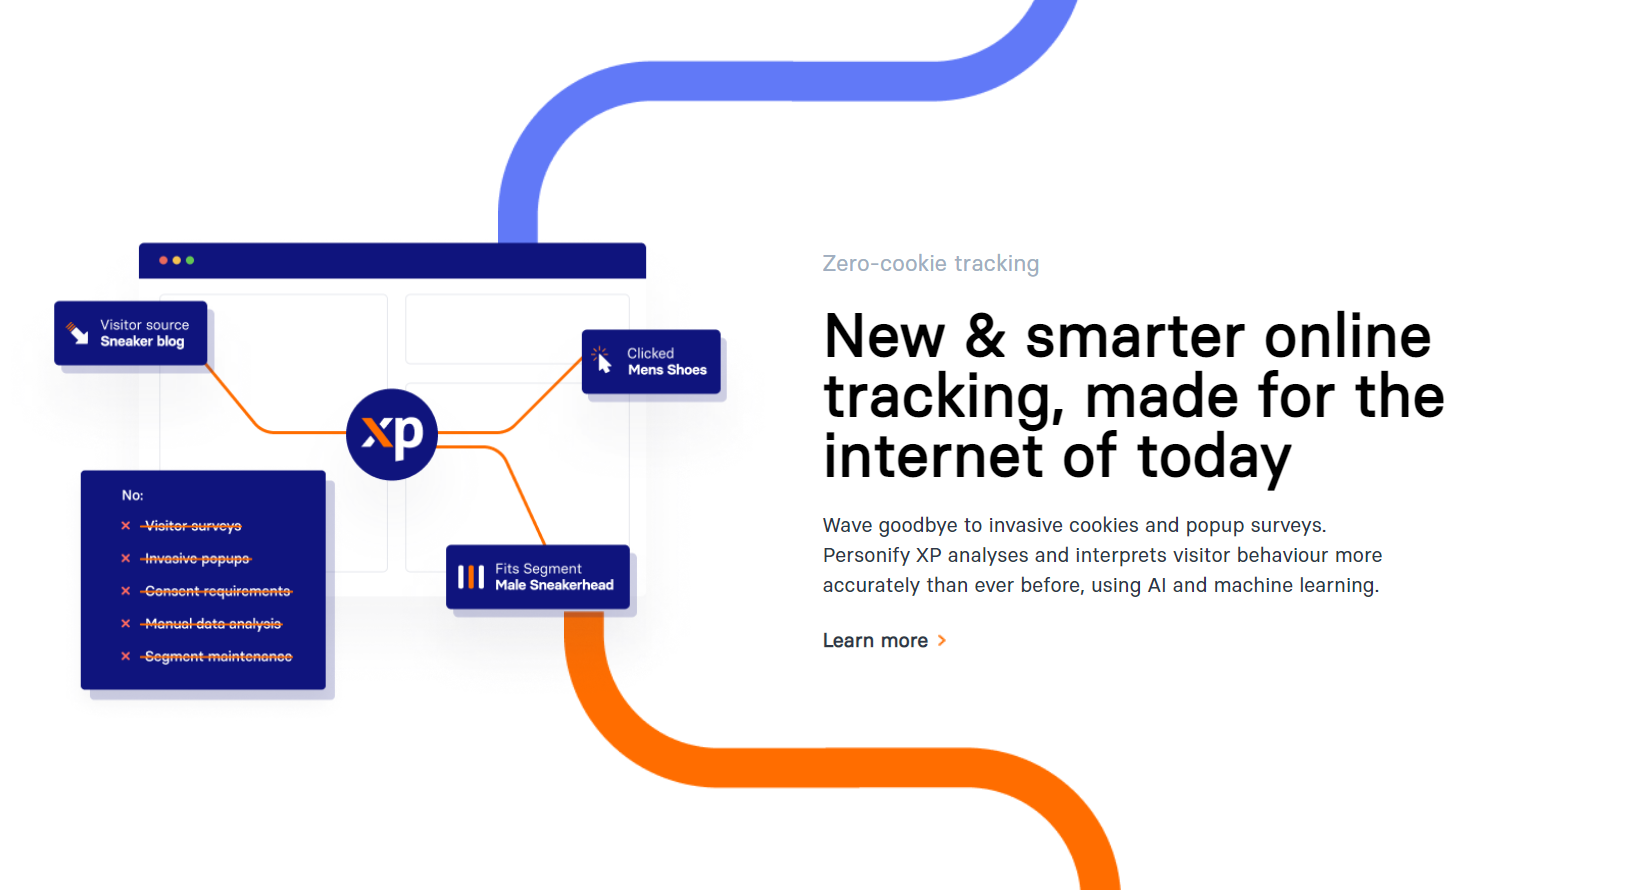 Visitor source
Sneaker blog
Clicked
Mens Shoes
xp
No:
Visitor surveys
Invasive popups
Consent requirements
Manual data analysis
Segment maintenance
Fits Segment
Male Sneakerhead
Zero-cookie tracking
New & smarter online
tracking, made for the
internet of today
Wave goodbye to invasive cookies and popup surveys.
Personify XP analyses and interprets visitor behaviour more
accurately than ever before, using AI and machine learning.
Learn more